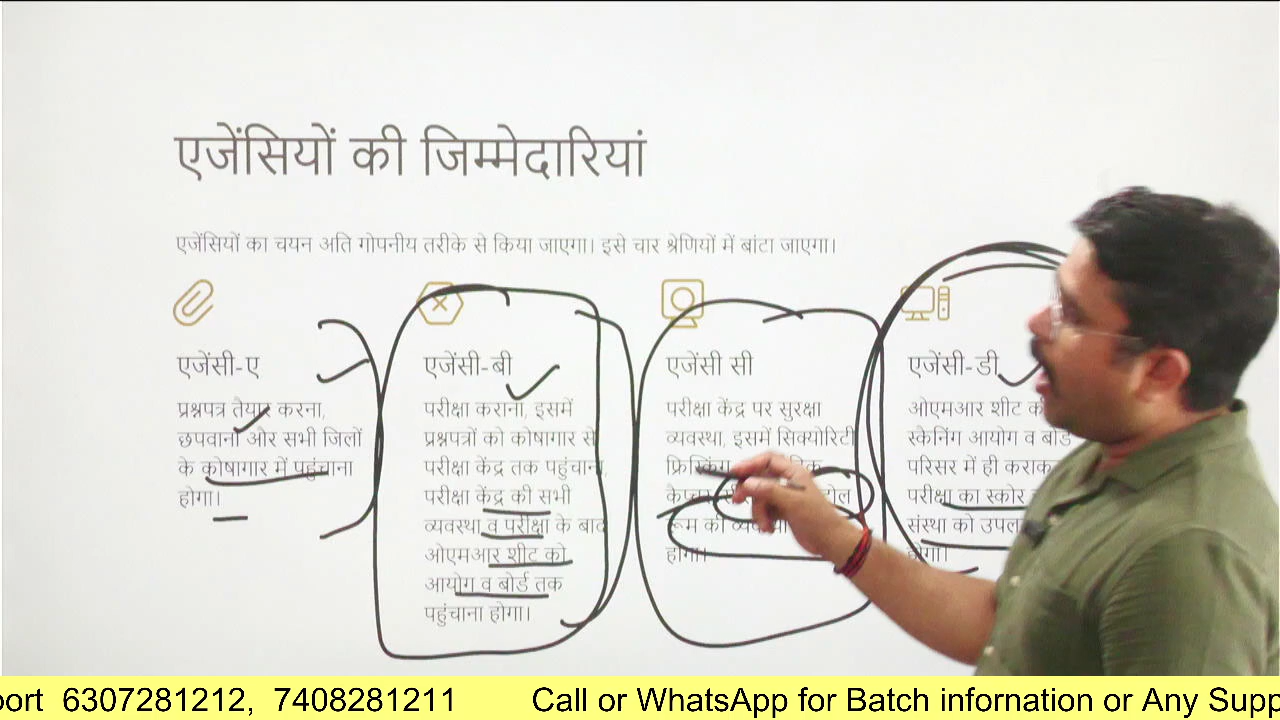 एजेंसियों की जिम्मेदारियां
एजेंसियों का चयन अति गोपनीय तरीके से किया जाएगा। इसे चार श्रेणियों में बांटा जाएगा।
एजेंसी-ए
प्रश्नपत्र तैयार करना,
छपवाना और सभी जिलों
के कोषागार में पहुंचाना
होगा।
एजेंसी-बी
परीक्षा कराना, इसमें
प्रश्नपत्रों को कोषागार से
परीक्षा केंद्र तक पहुंचाना,
परीक्षा केंद्र की सभी
व्यवस्था व परीक्षा के बाद
ओएमआर शीट को
आयोग व बोर्ड तक
पहुंचाना होगा।
एजेंसी सी
परीक्षा केंद्र पर सुरक्षा
व्यवस्था, इसमें सिक्योरिटी
फ्रिस्किंग
कैप्चर
रूम की
होगा।
एजेंसी-डी
ओएमआर शीट
स्कैनिंग आयोग व बोर्ड
परिसर में ही कराक
परीक्षा का स्कोर
संस्था को
होगा।
port 6307281212, 7408281211 Call or WhatsApp for Batch infornation or Any Supp